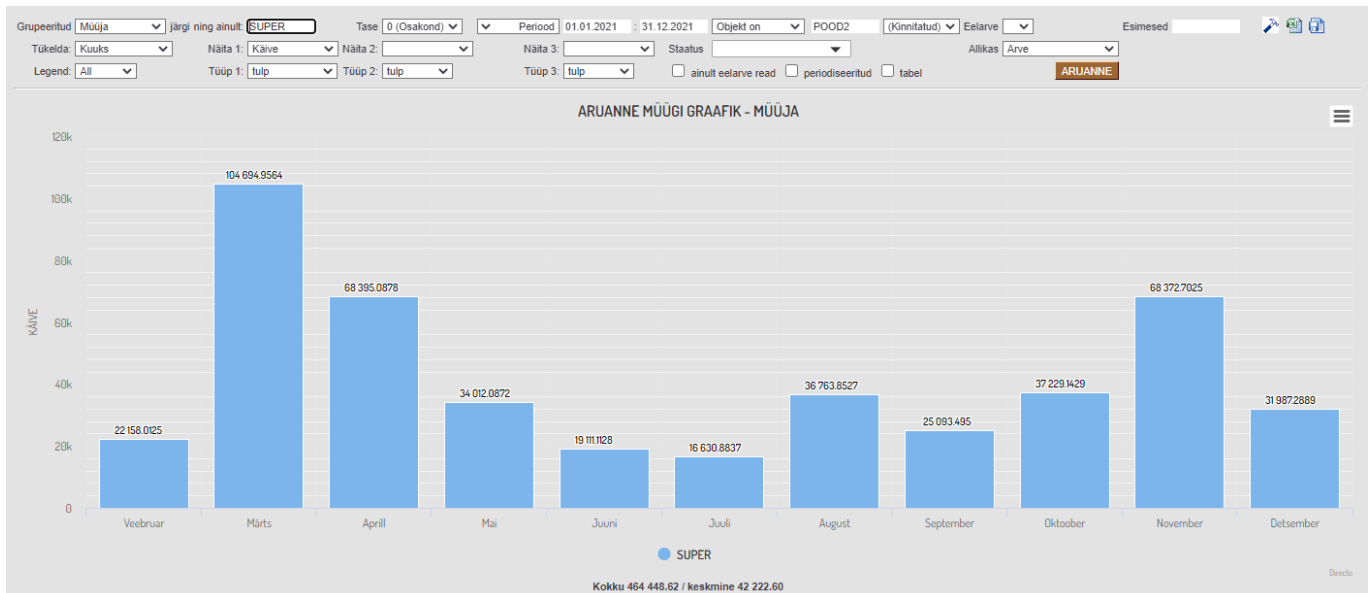 Grupeeritud Müüja järgi ning ainult: SUPER Tase 0 (Osakond) Periood 01.01.2021 : 31.12.2021 Objekt on POOD2 (Kinnitatud) Eelarve Esimesed
Tükelda: Kuuks Näita 1: Käive Näita 2: Näita 3: Staatus Allikas Arve
Legend: All Tüüp 1: tulp Tüüp 2: tulp Tüüp 3: tulp ainult eelarve read periodiseeritud tabel ARUANNE
ARUANNE MÜÜGI GRAAFIK - MÜÜJA
120k
100k
80k
60k
40k
20k
0
KÄIVE
22 158.0125
104 694.9564
68 395.0878
34 012.0872
19 111.1128
16 630.8837
36 763.8527
25 093.495
37 229.1429
68 372.7025
31 987.2889
Veebruar Märts Aprill Mai Juuni Juuli August September Oktoober November Detsember
SUPER
Directo
Kokku 464 448.62 / keskmine 42 222.60